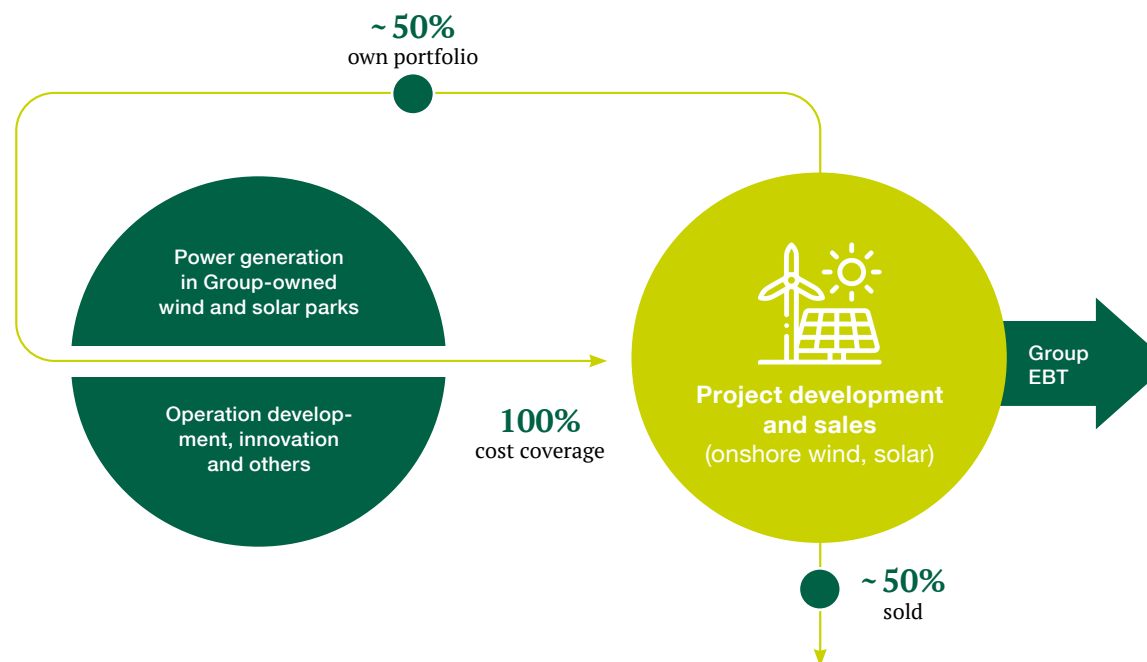 ~ 50%
own portfolio
Power generation
in Group-owned
wind and solar parks
Operation develop-
ment, innovation
and others
100%
cost coverage
Project development
and sales
(onshore wind, solar)
Group
EBT
~ 50%
sold